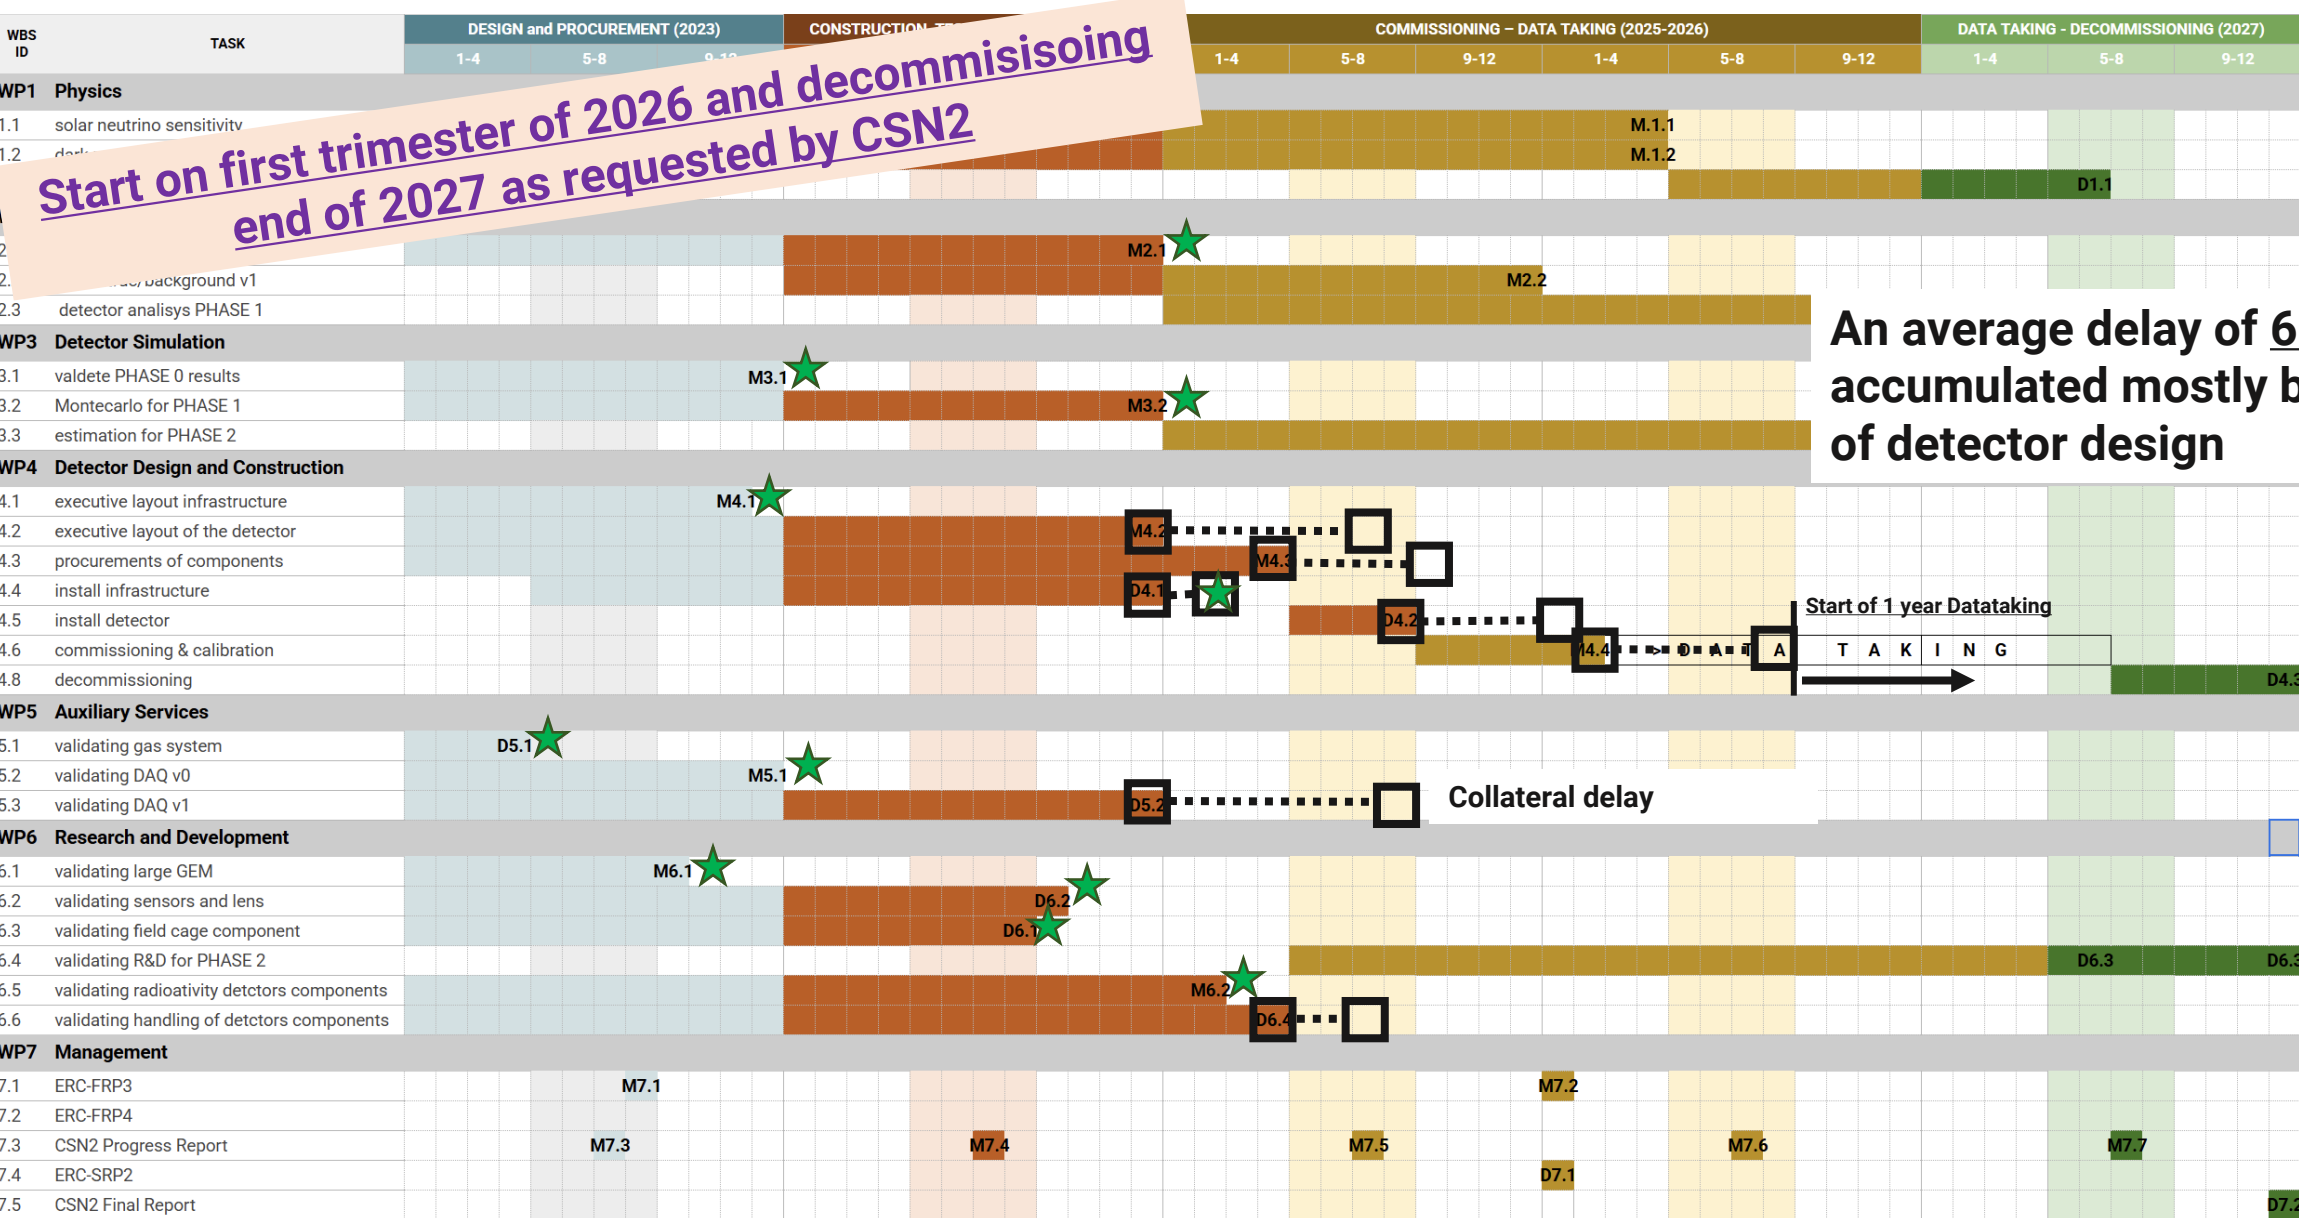 WBS ID
TASK
DESIGN and PROCUREMENT (2023)
CONSTRUCTION
COMMISSIONING – DATA TAKING (2025-2026)
DATA TAKING - DECOMMISSIONING (2027)
1-4 5-8 1-4 5-8 9-12 1-4 5-8 9-12 1-4 5-8 9-12
Start on first trimester of 2026 and decommisisoing
end of 2027 as requested by CSN2
WP1 Physics
1.1 solar neutrino sensitivity M.1.1
1.2 M.1.2
D1.1
M2.1
background v1 M2.2
2.3 detector analisys PHASE 1
An average delay of 6
accumulated mostly b
of detector design
WP3 Detector Simulation
3.1 valdete PHASE 0 results M3.1
3.2 Montecarlo for PHASE 1 M3.2
3.3 estimation for PHASE 2
WP4 Detector Design and Construction
4.1 executive layout infrastructure M4.1
4.2 executive layout of the detector M4.2
4.3 procurements of components M4.3
4.4 install infrastructure D4.1
4.5 install detector D4.2 Start of 1 year Datataking
4.6 commissioning & calibration M4.4 > D A T A T A K I N G
4.8 decommissioning D4.3
WP5 Auxiliary Services
5.1 validating gas system D5.1
5.2 validating DAQ v0 M5.1
5.3 validating DAQ v1 D5.2 Collateral delay
WP6 Research and Development
6.1 validating large GEM M6.1
6.2 validating sensors and lens D6.2
6.3 validating field cage component D6.1
6.4 validating R&D for PHASE 2 D6.3 D6.3
6.5 validating radioativity detctors components M6.2
6.6 validating handling of detctors components D6.4
WP7 Management
7.1 ERC-FRP3 M7.1 M7.2
7.2 ERC-FRP4
7.3 CSN2 Progress Report M7.3 M7.4 M7.5 M7.6 M7.7
7.4 ERC-SRP2 D7.1
7.5 CSN2 Final Report D7.2